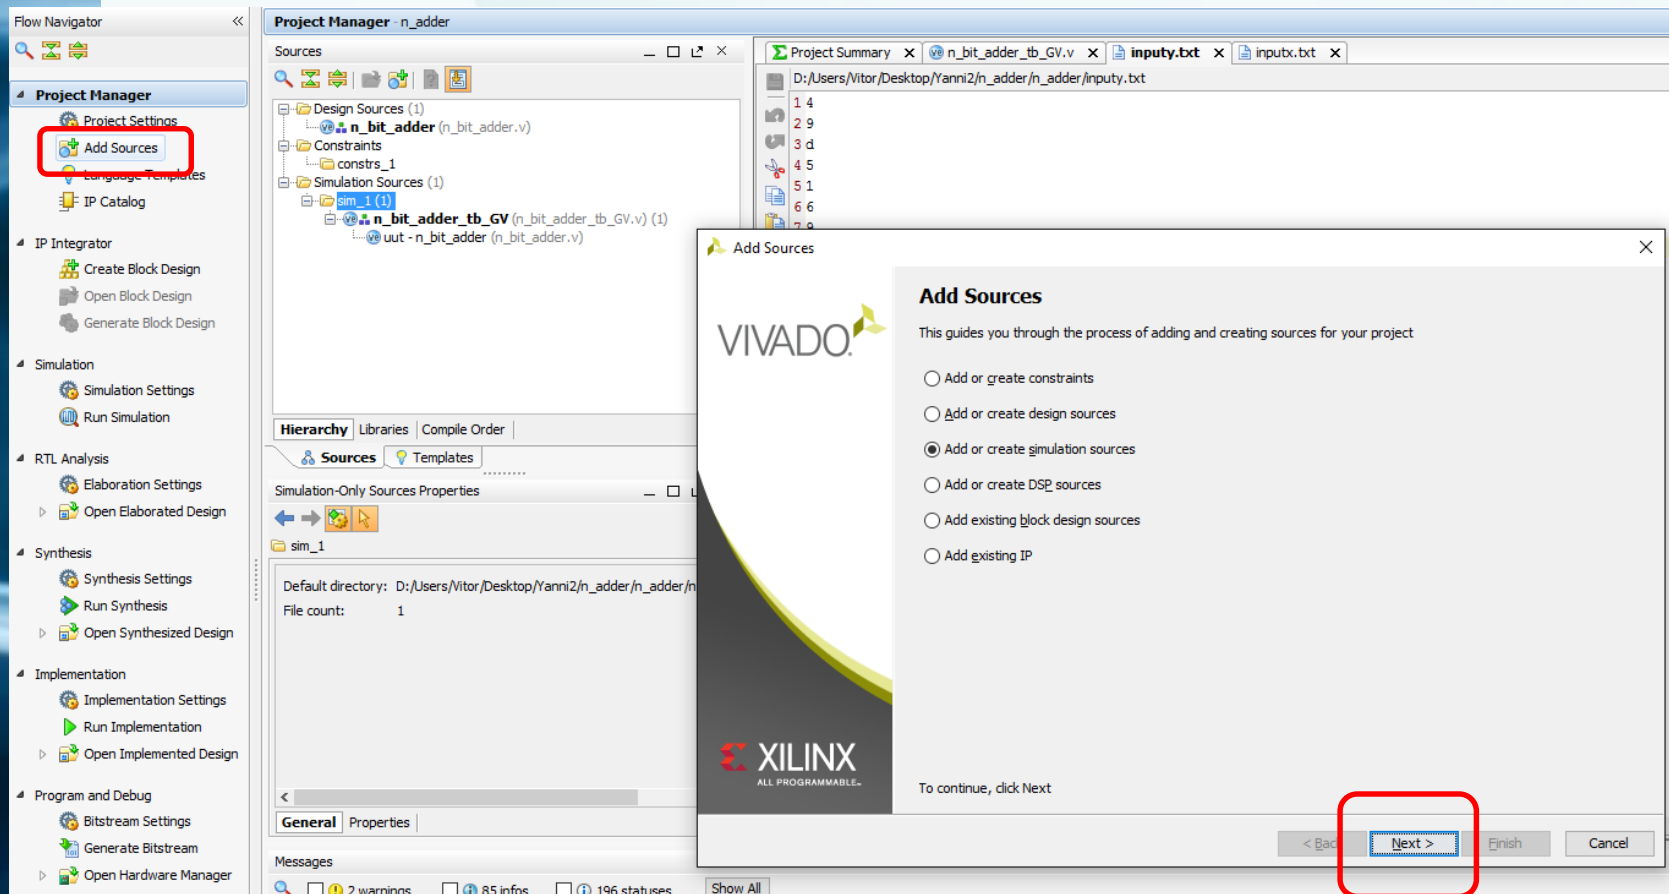 Flow Navigator
Project Manager
Project Settings
Add Sources
Language Templates
IP Catalog
IP Integrator
Create Block Design
Open Block Design
Generate Block Design
Simulation
Simulation Settings
Run Simulation
RTL Analysis
Elaboration Settings
Open Elaborated Design
Synthesis
Synthesis Settings
Run Synthesis
Open Synthesized Design
Implementation
Implementation Settings
Run Implementation
Open Implemented Design
Program and Debug
Bitstream Settings
Generate Bitstream
Open Hardware Manager
Project Manager - n_adder
Sources
Design Sources (1)
n_bit_adder (n_bit_adder.v)
Constraints
constrs_1
Simulation Sources (1)
sim_1 (1)
n_bit_adder_tb_GV (n_bit_adder_tb_GV.v) (1)
uut - n_bit_adder (n_bit_adder.v)
Hierarchy Libraries Compile Order
Sources Templates
Simulation-Only Sources Properties
sim_1
Default directory: D:/Users/Vitor/Desktop/Yanni2/n_adder/n_adder/n
File count: 1
General Properties
Messages
2 warnings 85 infos 196 statuses Show All
Project Summary n_bit_adder_tb_GV.v inputy.txt inputx.txt
D:/Users/Vitor/Desktop/Yanni2/n_adder/n_adder/inputy.txt
1 4
2 9
3 d
4 5
5 1
6 6
7 9
Add Sources
VIVADO
XILINX
ALL PROGRAMMABLE
Add Sources
This guides you through the process of adding and creating sources for your project
Add or create constraints
Add or create design sources
Add or create simulation sources
Add or create DSP sources
Add existing block design sources
Add existing IP
To continue, click Next
< Back Next > Finish Cancel